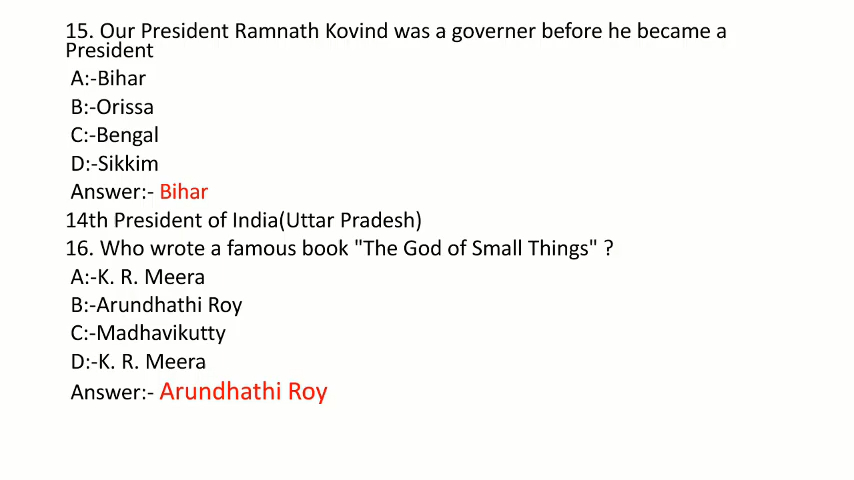 15. Our President Ramnath Kovind was a governer before he became a
President
A:-Bihar
B:-Orissa
C:-Bengal
D:-Sikkim
Answer:- Bihar
14th President of India(Uttar Pradesh)
16. Who wrote a famous book "The God of Small Things" ?
A:-K. R. Meera
B:-Arundhathi Roy
C:-Madhavikutty
D:-K. R. Meera
Answer:- Arundhathi Roy